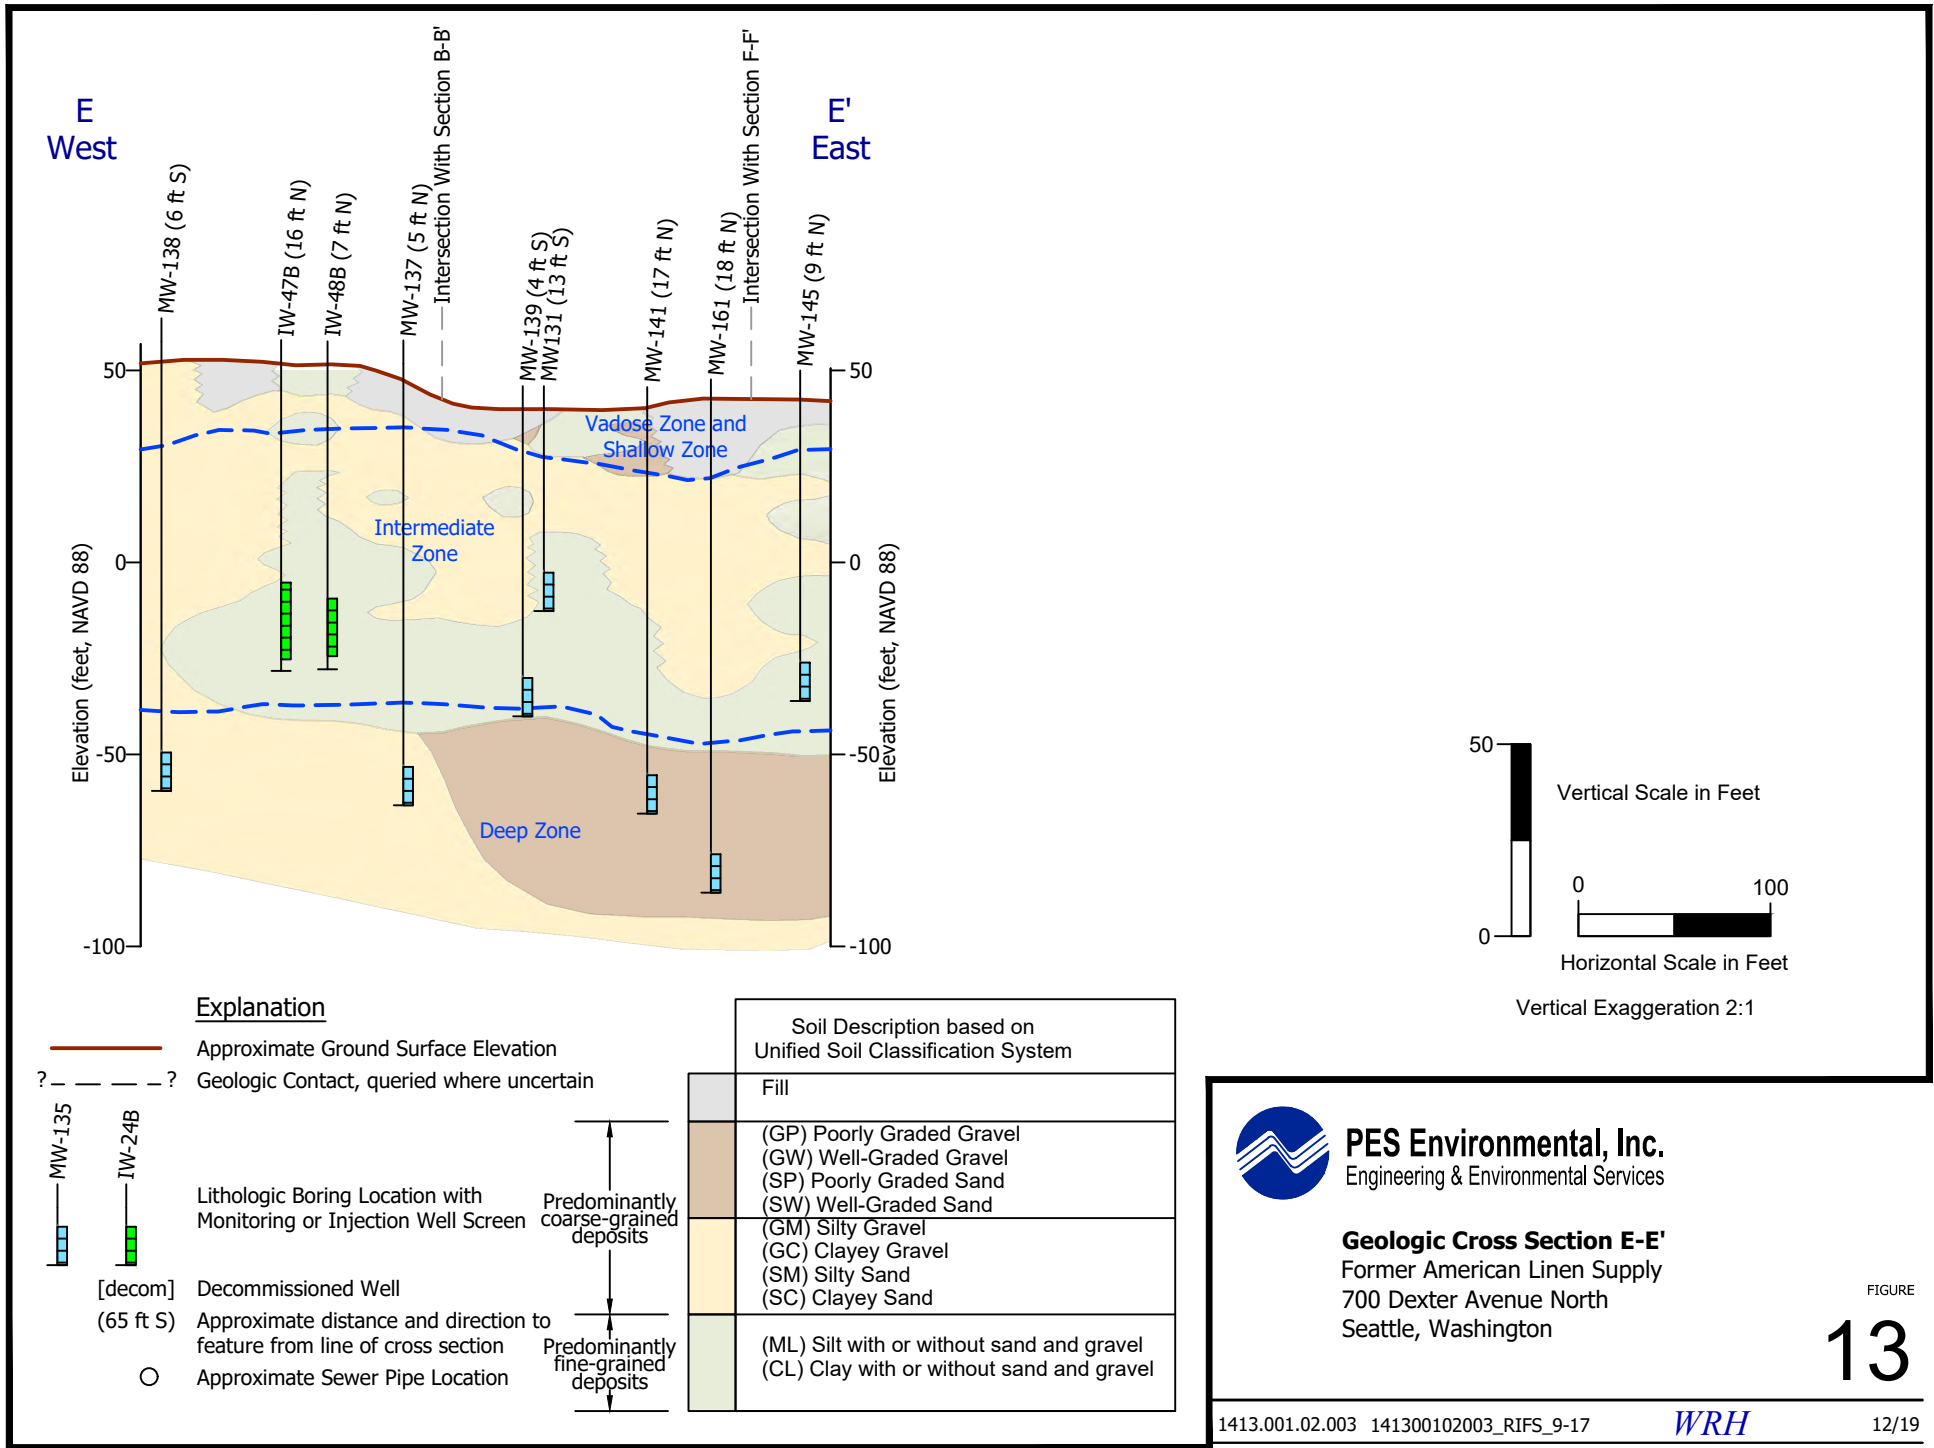 E
West
E'
East
MW-138 (6 ft S)
IW-47B (16 ft N)
IW-48B (7 ft N)
MW-137 (5 ft N)
Intersection With Section B-B'
MW-139 (4 ft S)
MW131 (13 ft S)
MW-141 (17 ft N)
MW-161 (18 ft N)
Intersection With Section F-F'
MW-145 (9 ft N)
50
0
-50
-100
Elevation (feet, NAVD 88)
50
0
-50
-100
Elevation (feet, NAVD 88)
Vadose Zone and
Shallow Zone
Intermediate
Zone
Deep Zone
50
0
Vertical Scale in Feet
0
100
Horizontal Scale in Feet
Vertical Exaggeration 2:1
Explanation
Approximate Ground Surface Elevation
? ?
Geologic Contact, queried where uncertain
MW-135
IW-24B
Lithologic Boring Location with
Monitoring or Injection Well Screen
[decom] Decommissioned Well
(65 ft S) Approximate distance and direction to
feature from line of cross section
Approximate Sewer Pipe Location
Predominantly
coarse-grained
deposits
Predominantly
fine-grained
deposits
Soil Description based on
Unified Soil Classification System
Fill
(GP) Poorly Graded Gravel
(GW) Well-Graded Gravel
(SP) Poorly Graded Sand
(SW) Well-Graded Sand
(GM) Silty Gravel
(GC) Clayey Gravel
(SM) Silty Sand
(SC) Clayey Sand
(ML) Silt with or without sand and gravel
(CL) Clay with or without sand and gravel
PES Environmental, Inc.
Engineering & Environmental Services
Geologic Cross Section E-E'
Former American Linen Supply
700 Dexter Avenue North
Seattle, Washington
FIGURE
13
1413.001.02.003 141300102003_RIFS_9-17 WRH 12/19